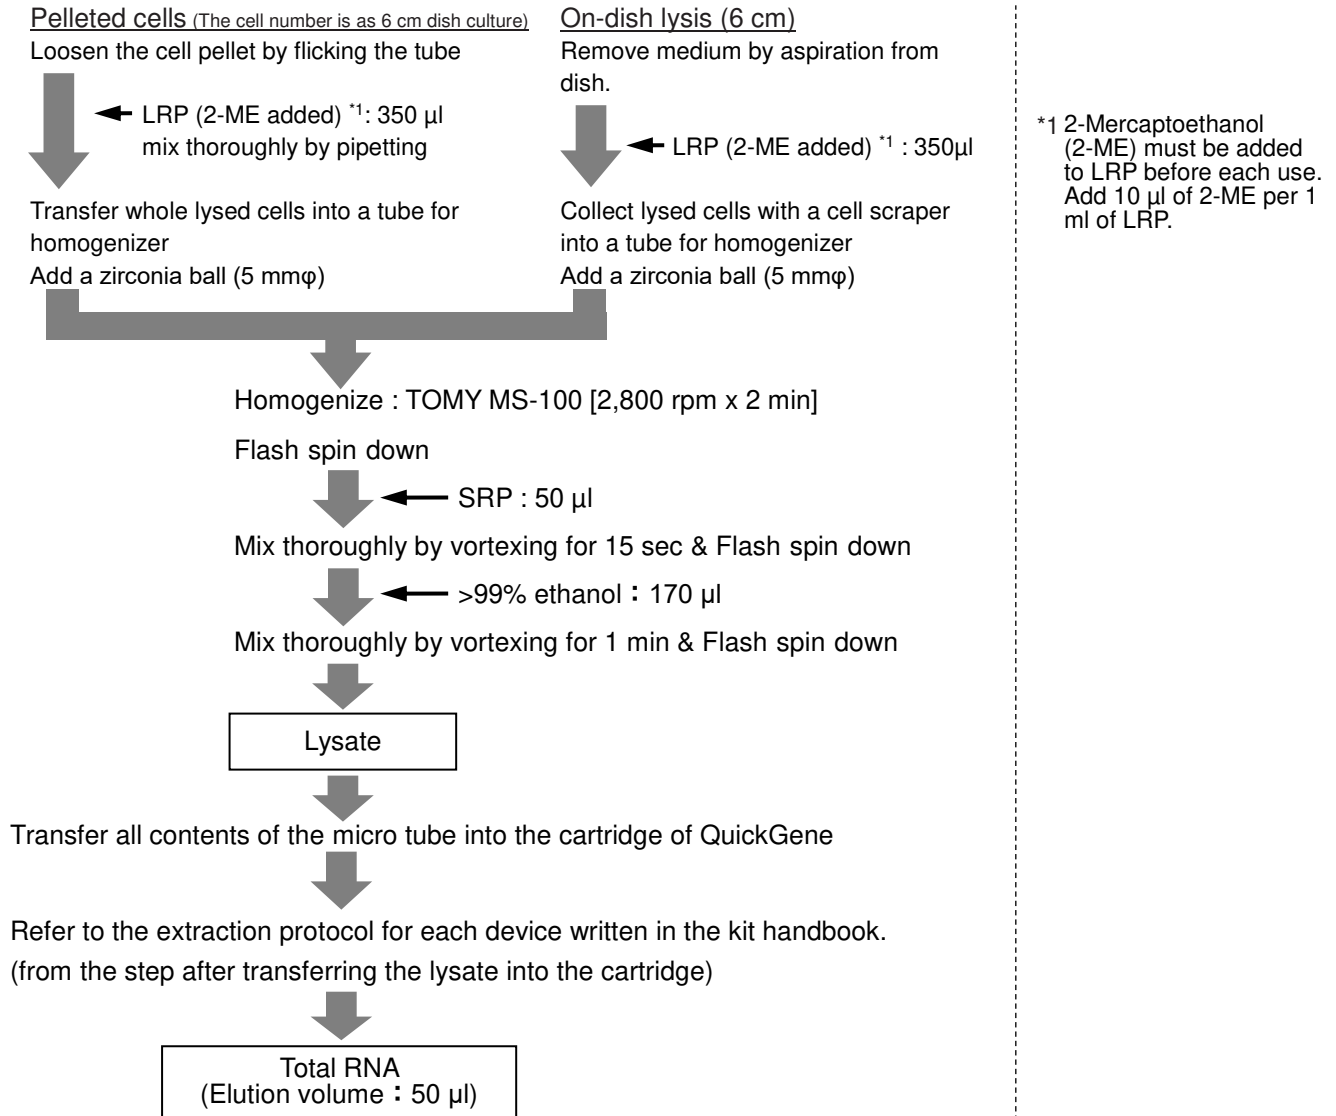 Pelleted cells (The cell number is as 6 cm dish culture)
Loosen the cell pellet by flicking the tube
LRP (2-ME added) *1: 350 µl
mix thoroughly by pipetting
Transfer whole lysed cells into a tube for
homogenizer
Add a zirconia ball (5 mmφ)
On-dish lysis (6 cm)
Remove medium by aspiration from
dish.
LRP (2-ME added) *1 : 350µl
Collect lysed cells with a cell scraper
into a tube for homogenizer
Add a zirconia ball (5 mmφ)
*1 2-Mercaptoethanol
(2-ME) must be added
to LRP before each use.
Add 10 µl of 2-ME per 1
ml of LRP.
Homogenize : TOMY MS-100 [2,800 rpm x 2 min]
Flash spin down
SRP : 50 µl
Mix thoroughly by vortexing for 15 sec & Flash spin down
>99% ethanol：170 µl
Mix thoroughly by vortexing for 1 min & Flash spin down
Lysate
Transfer all contents of the micro tube into the cartridge of QuickGene
Refer to the extraction protocol for each device written in the kit handbook.
(from the step after transferring the lysate into the cartridge)
Total RNA
(Elution volume：50 µl)